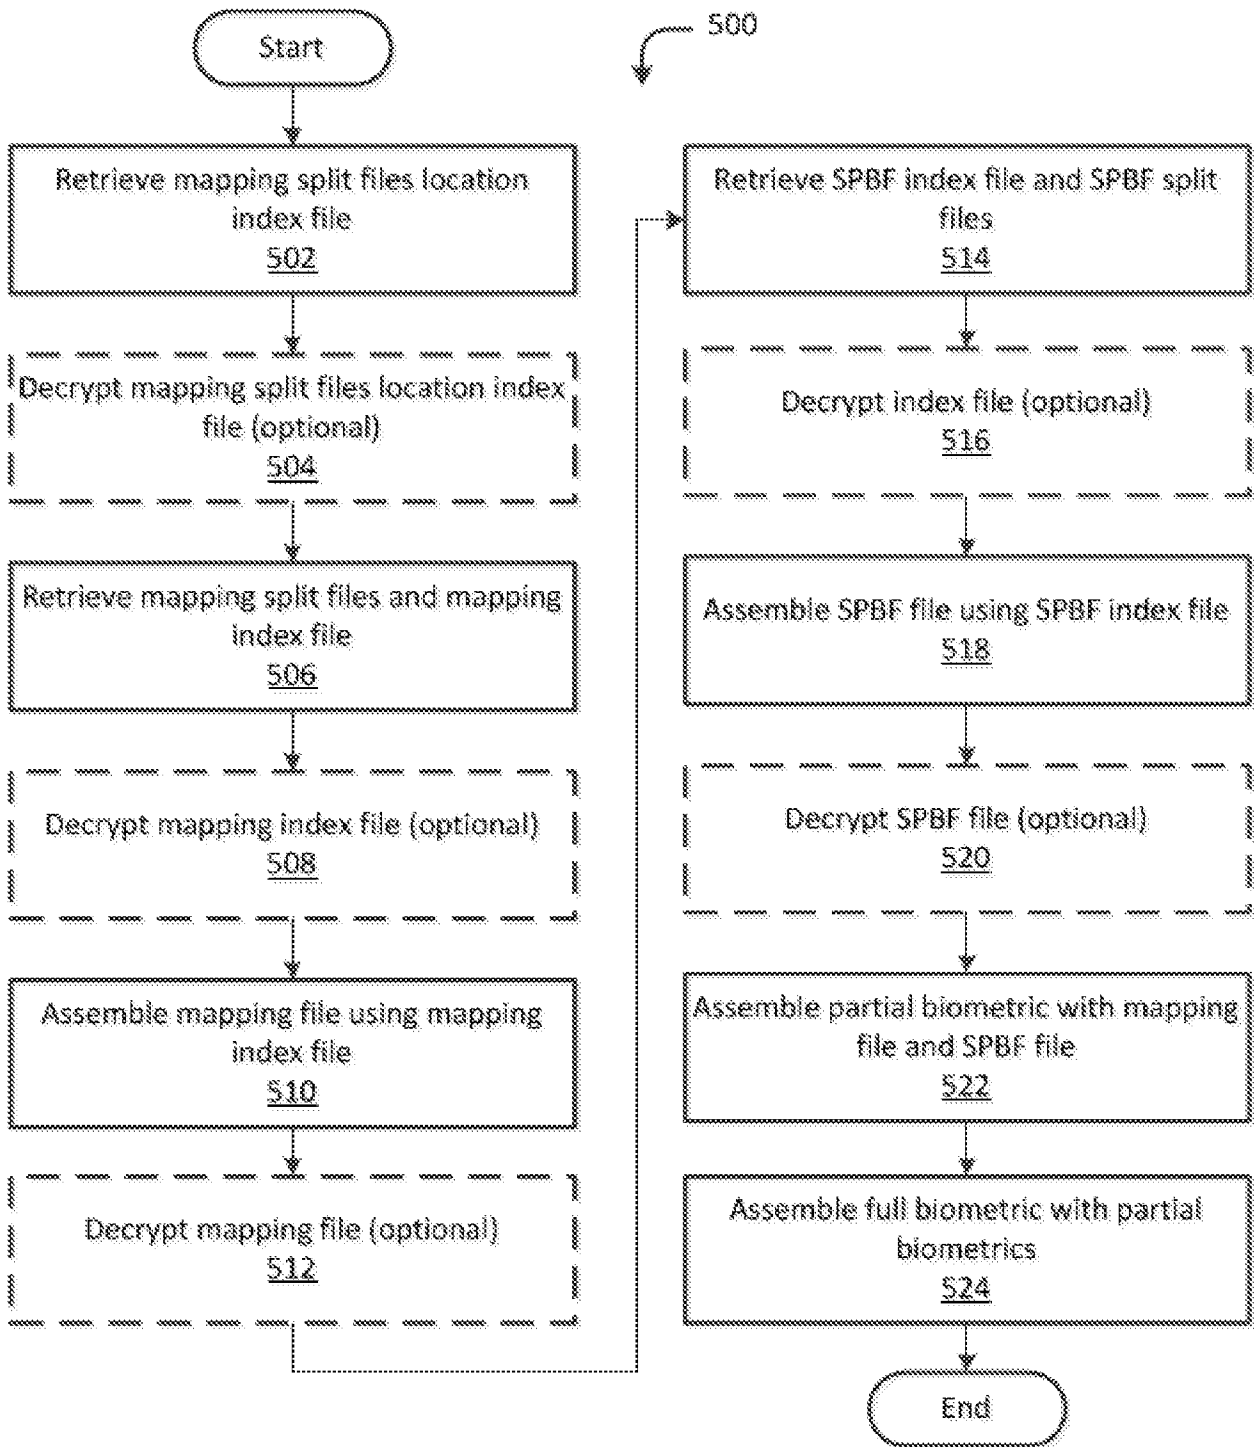 Start
500
Retrieve mapping split files location
index file
502
Decrypt mapping split files location index
file (optional)
504
Retrieve mapping split files and mapping
index file
506
Decrypt mapping index file (optional)
508
Assemble mapping file using mapping
index file
510
Decrypt mapping file (optional)
512
Retrieve SPBF index file and SPBF split
files
514
Decrypt index file (optional)
516
Assemble SPBF file using SPBF index file
518
Decrypt SPBF file (optional)
520
Assemble partial biometric with mapping
file and SPBF file
522
Assemble full biometric with partial
biometrics
524
End